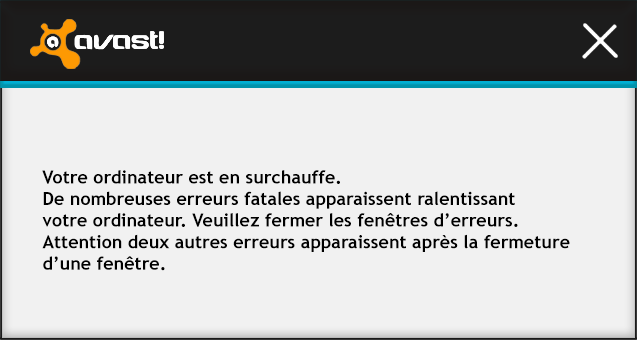 avast!
Votre ordinateur est en surchauffe.
De nombreuses erreurs fatales apparaissent ralentissant
votre ordinateur. Veuillez fermer les fenêtres d'erreurs.
Attention deux autres erreurs apparaissent après la fermeture
d'une fenêtre.